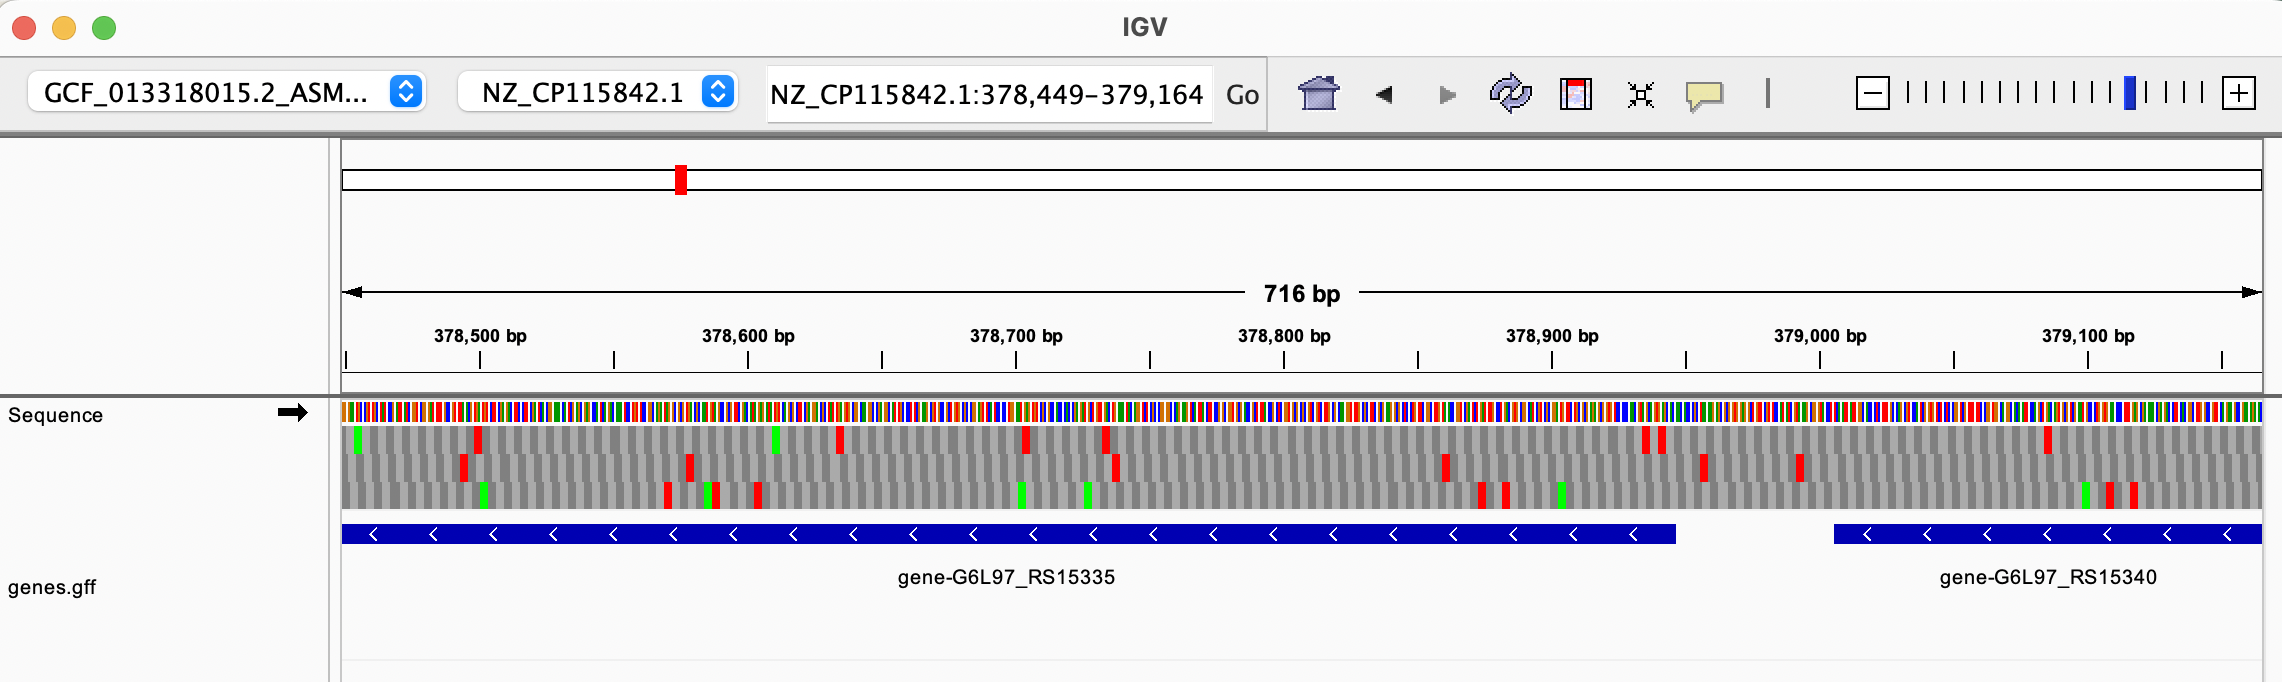 IGV
GCF_013318015.2_ASM... NZ_CP115842.1 NZ_CP115842.1:378,449-379,164 Go
716 bp
378,500 bp 378,600 bp 378,700 bp 378,800 bp 378,900 bp 379,000 bp 379,100 bp
Sequence
gene-G6L97_RS15335 gene-G6L97_RS15340
genes.gff